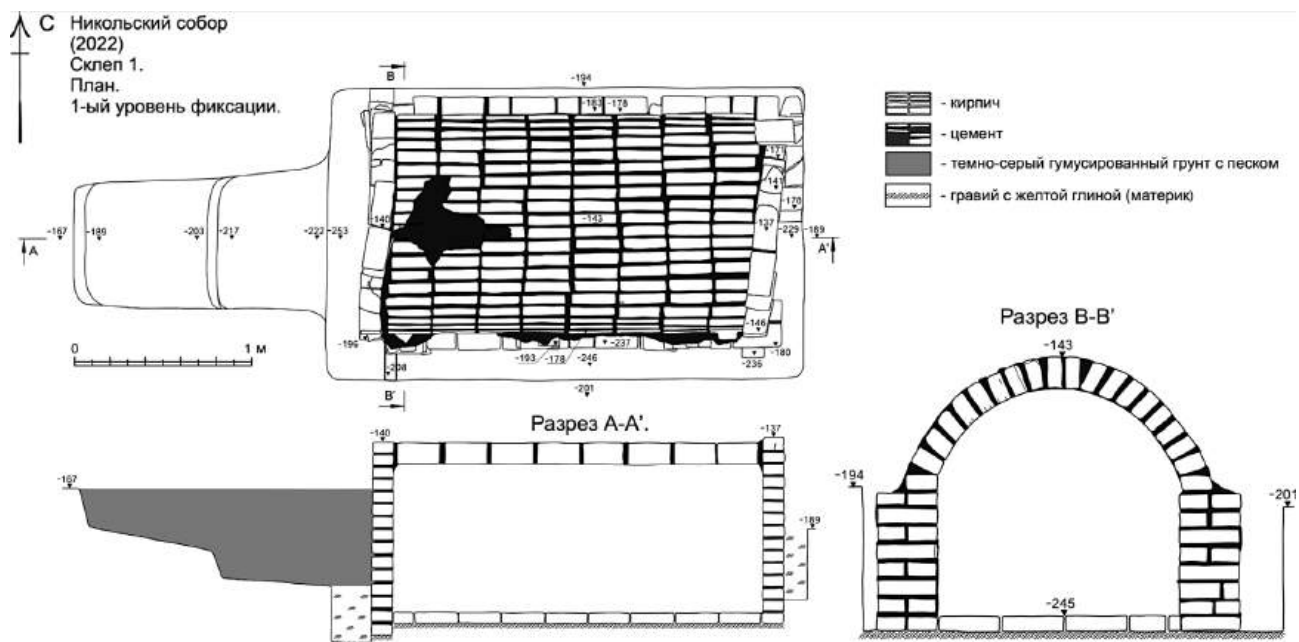 С Никольский собор
(2022)
Склеп 1.
План.
1-ый уровень фиксации.
- кирпич
- цемент
- темно-серый гумусированный грунт с песком
- гравий с желтой глиной (материк)
В
-194
-183 -178
-171
-141
-170
-140
-143
-137
-167 -189 -203 -217 -222 -253
-229 -189
А
А'
-146
-196
-193 -178 -237
-180
-246
-236
-208
В'
-201
0 1 м
Разрез А-А'.
-140
-137
-167
-189
Разрез В-В'
-143
-194
-201
-245